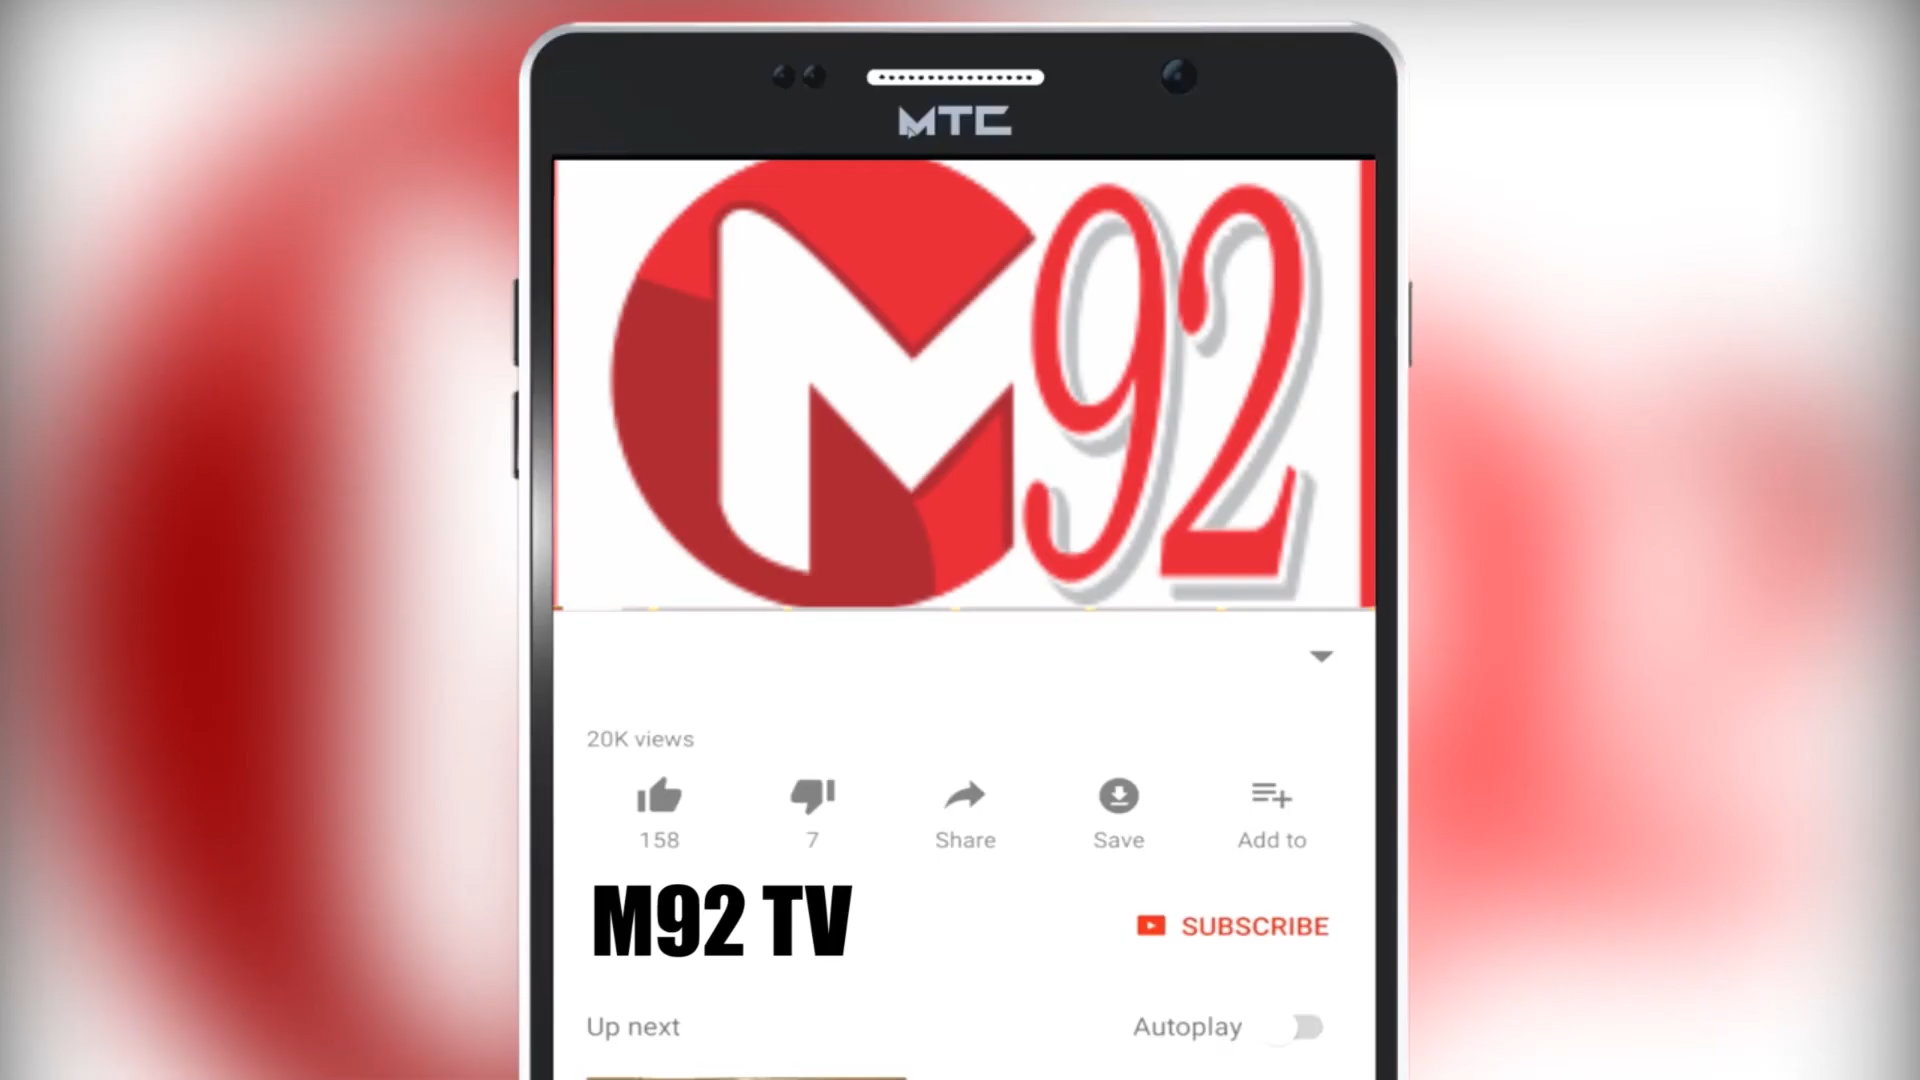 MTC
M92
20K views
158 7 Share Save Add to
M92 TV SUBSCRIBE
Up next Autoplay